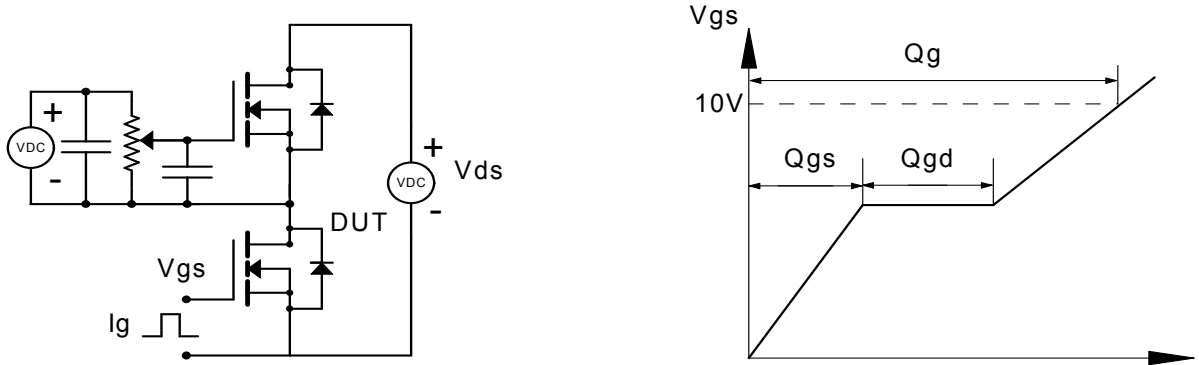 +
VDC
-
+
VDC
-
Vds
DUT
Vgs
Ig
Vgs
Qg
10V
Qgs
Qgd